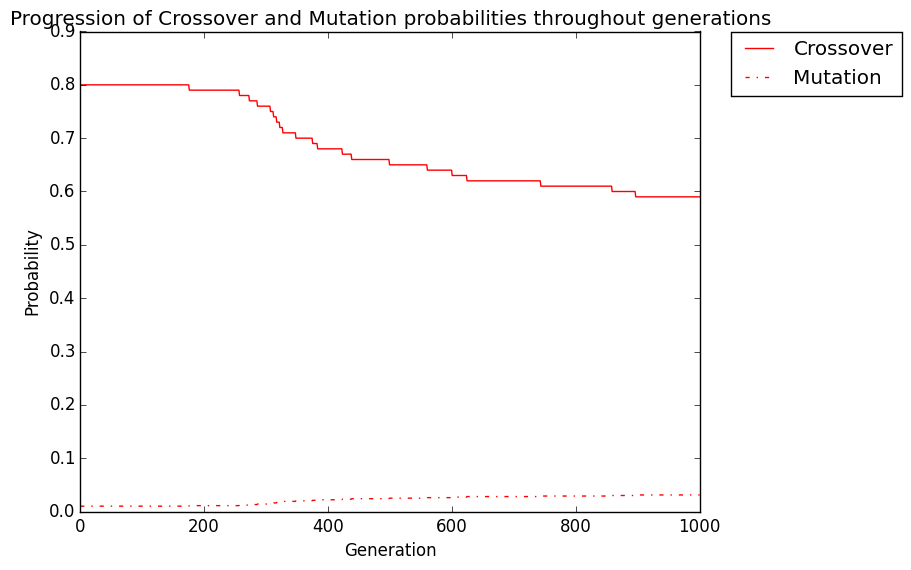 Progression of Crossover and Mutation probabilities throughout generations
0.9
0.8
0.7
0.6
0.5
0.4
0.3
0.2
0.1
0.0
Probability
0 200 400 600 800 1000
Generation
Crossover
Mutation